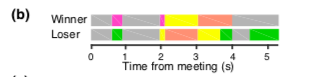 (b)
Winner
Loser
0 1 2 3 4 5
Time from meeting (s)